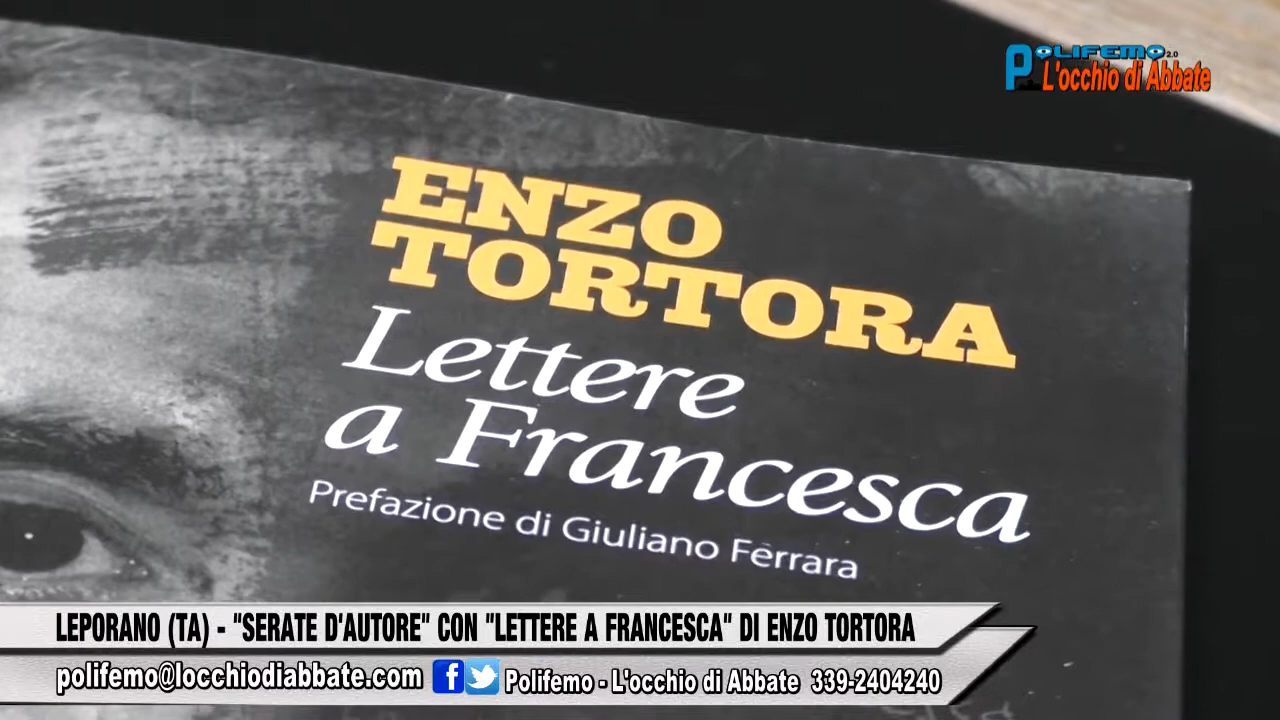 POLIFEMO 2.0
L'occhio di Abbate
ENZO
TORTORA
Lettere
a Francesca
Prefazione di Giuliano Ferrara
LEPORANO (TA) - "SERATE D'AUTORE" CON "LETTERE A FRANCESCA" DI ENZO TORTORA
polifemo@locchiodiabbate.com f Polifemo - L'occhio di Abbate 339-2404240